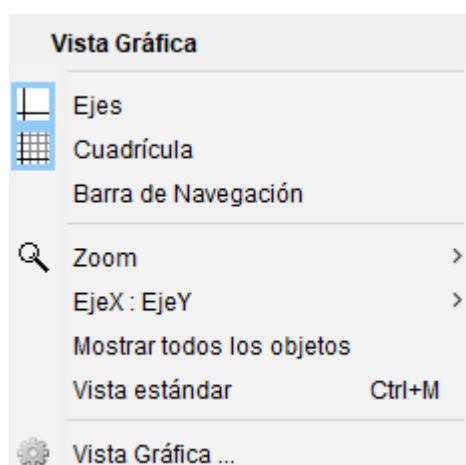 Vista Gráfica
Ejes
Cuadrícula
Barra de Navegación
Zoom
EjeX : EjeY
Mostrar todos los objetos
Vista estándar Ctrl+M
Vista Gráfica ...